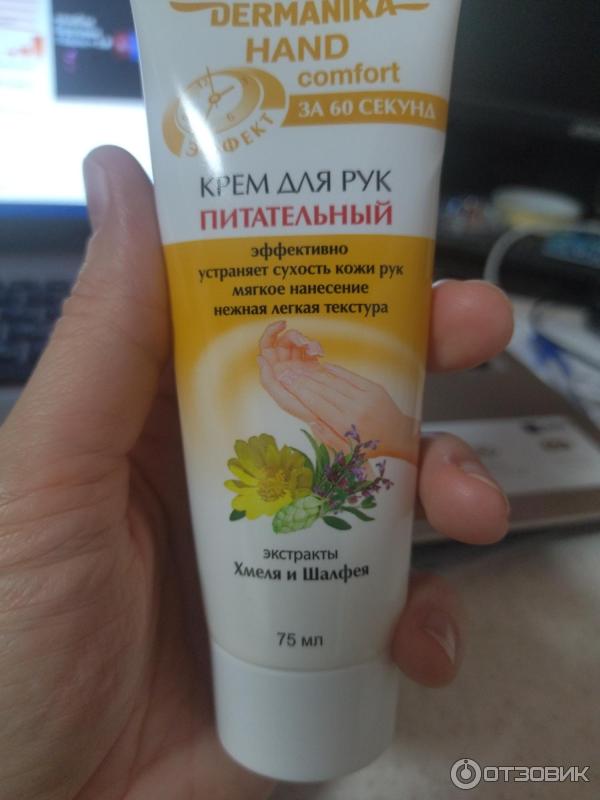 DERMANIKA
HAND
comfort
ЭФФЕКТ
ЗА 60 СЕКУНД
КРЕМ ДЛЯ РУК
ПИТАТЕЛЬНЫЙ
эффективно
устраняет сухость кожи рук
мягкое нанесение
нежная легкая текстура
экстракты
Хмеля и Шалфея
75 мл
ОТЗОВИК